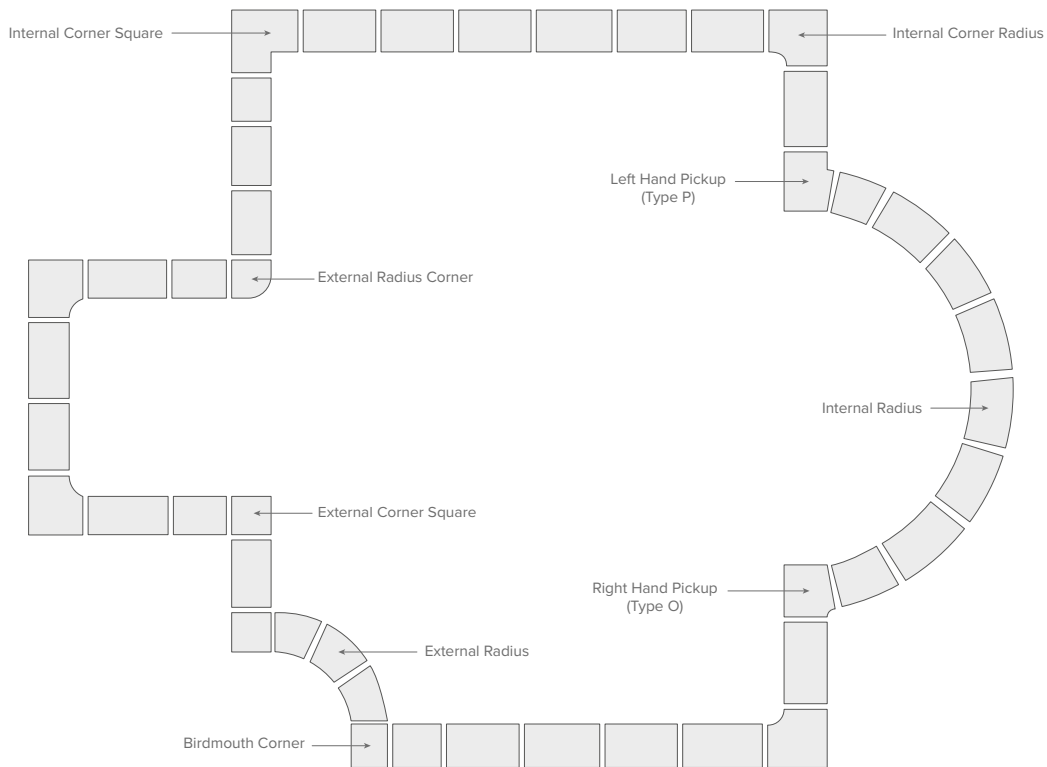 Internal Corner Square
Internal Corner Radius
Left Hand Pickup
(Type P)
External Radius Corner
Internal Radius
External Corner Square
Right Hand Pickup
(Type O)
External Radius
Birdmouth Corner